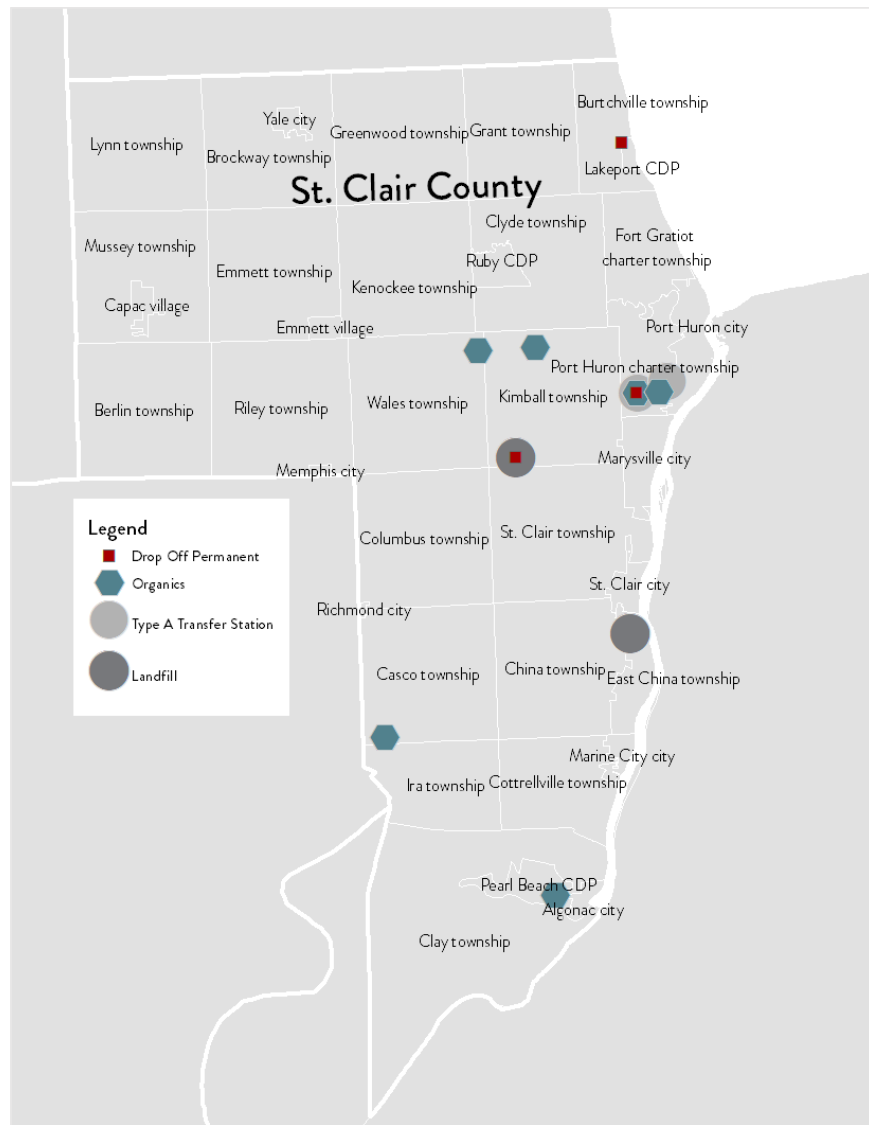 Burtchville township
Yale city
Lynn township
Brockway township
Greenwood township
Grant township
Lakeport CDP
St. Clair County
Clyde township
Mussey township
Fort Gratiot
charter township
Emmett township
Ruby CDP
Kenockee township
Capac village
Emmett village
Port Huron city
Port Huron charter township
Berlin township
Riley township
Wales township
Kimball township
Memphis city
Marysville city
Legend
Drop Off Permanent
Organics
Type A Transfer Station
Landfill
Columbus township
St. Clair township
St. Clair city
Richmond city
Casco township
China township
East China township
Marine City city
Ira township
Cottrellville township
Pearl Beach CDP
Algonac city
Clay township